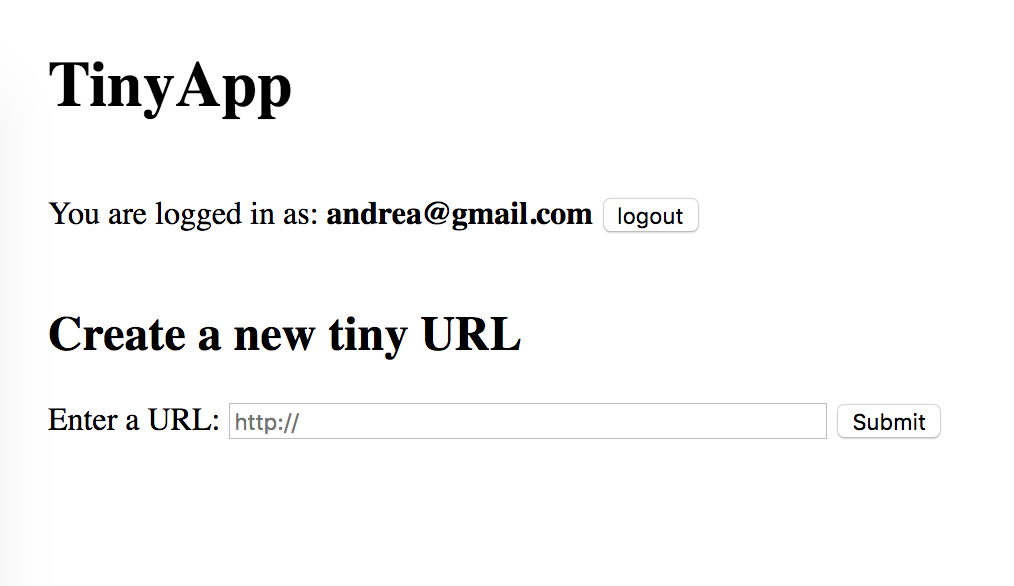 TinyApp
You are logged in as: andrea@gmail.com logout
Create a new tiny URL
Enter a URL: http:// Submit